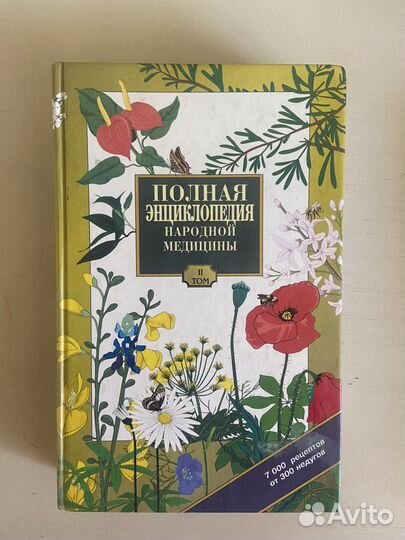 ПОЛНАЯ
ЭНЦИКЛОПЕДИЯ
НАРОДНОЙ
МЕДИЦИНЫ
II
ТОМ
7 000 рецептов
от 300 недугов
Avito